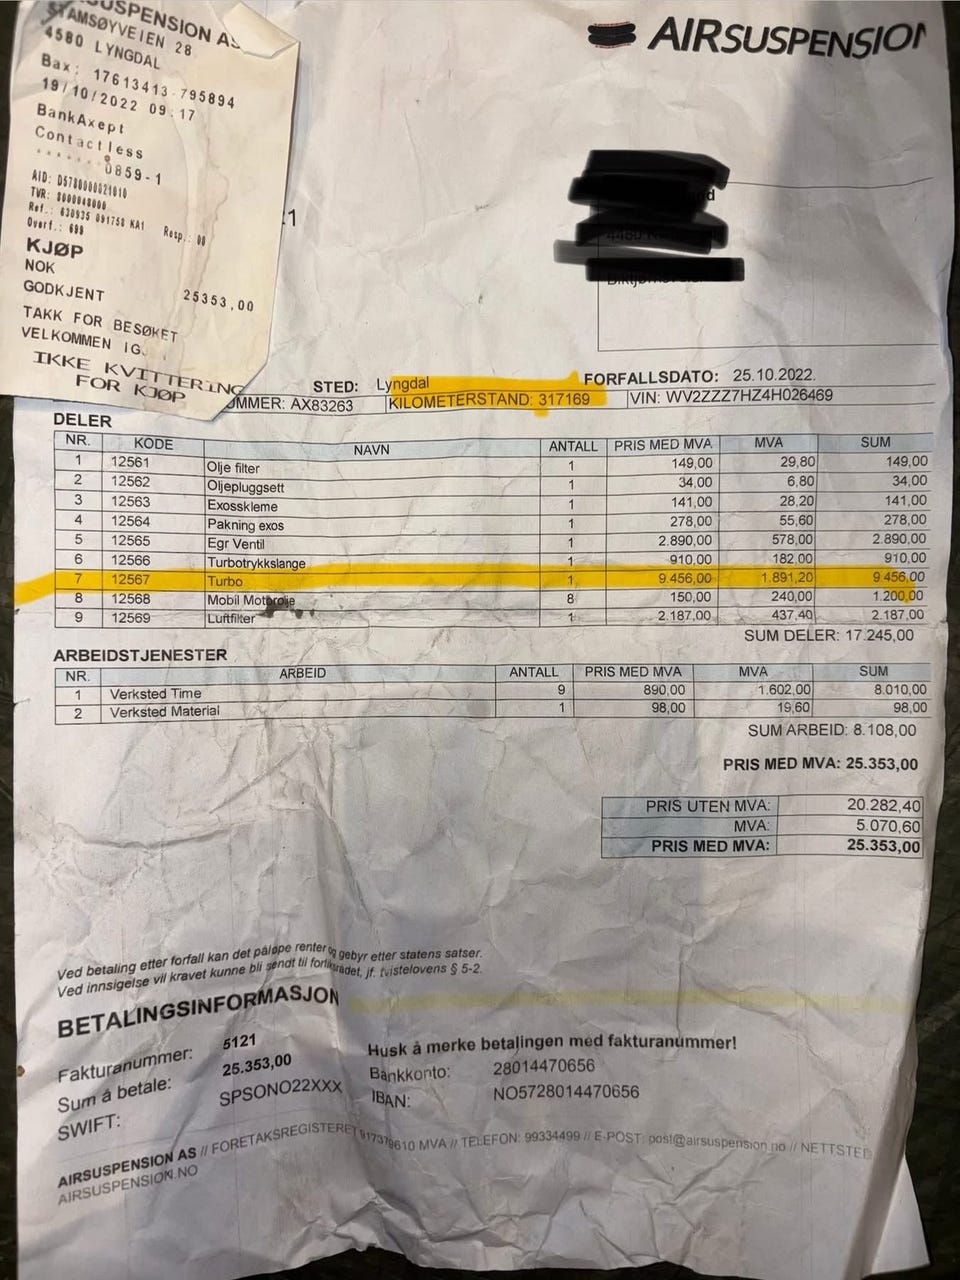 AIRSUSPENSION AS
STAMSØYVEIEN 28
4580 LYNGDAL
Bax: 17613413-795894
19/10/2022 09:17
BankAxept
Contactless
*******0859-1
AID: D5780000021010
TVR: 8000048000
Ref.: 630935 091758 KA1 Resp.: 00
Overf.: 699
KJØP
NOK 25353,00
GODKJENT
TAKK FOR BESØKET
VELKOMMEN IG.
IKKE KVITTERING
FOR KJØP
AIRSUSPENSION
STED: Lyngdal FORFALLSDATO: 25.10.2022.
OMMER: AX83263 KILOMETERSTAND: 317169 VIN: WV2ZZZ7HZ4H026469
DELER
NR. KODE NAVN ANTALL PRIS MED MVA MVA SUM
1 12561 Olje filter 1 149,00 29,80 149,00
2 12562 Oljepluggsett 1 34,00 6,80 34,00
3 12563 Exosskleme 1 141,00 28,20 141,00
4 12564 Pakning exos 1 278,00 55,60 278,00
5 12565 Egr Ventil 1 2.890,00 578,00 2.890,00
6 12566 Turbotrykkslange 1 910,00 182,00 910,00
7 12567 Turbo 1 9.456,00 1.891,20 9.456,00
8 12568 Mobil Motorolje 8 150,00 240,00 1.200,00
9 12569 Luftfilter 1 2.187,00 437,40 2.187,00
SUM DELER: 17.245,00
ARBEIDSTJENESTER
NR. ARBEID ANTALL PRIS MED MVA MVA SUM
1 Verksted Time 9 890,00 1.602,00 8.010,00
2 Verksted Material 1 98,00 19,60 98,00
SUM ARBEID: 8.108,00
PRIS MED MVA: 25.353,00
PRIS UTEN MVA: 20.282,40
MVA: 5.070,60
PRIS MED MVA: 25.353,00
Ved betaling etter forfall kan det påløpe renter og gebyr etter statens satser.
Ved innsigelse vil kravet kunne bli sendt til forliksrådet, jf. tvistelovens § 5-2.
BETALINGSINFORMASJON
Fakturanummer: 5121
Sum å betale: 25.353,00
SWIFT: SPSONO22XXX
Husk å merke betalingen med fakturanummer!
Bankkonto: 28014470656
IBAN: NO5728014470656
AIRSUSPENSION AS // FORETAKSREGISTERET 917379610 MVA // TELEFON: 99334499 // E-POST: post@airsuspension.no // NETTSTED
AIRSUSPENSION.NO